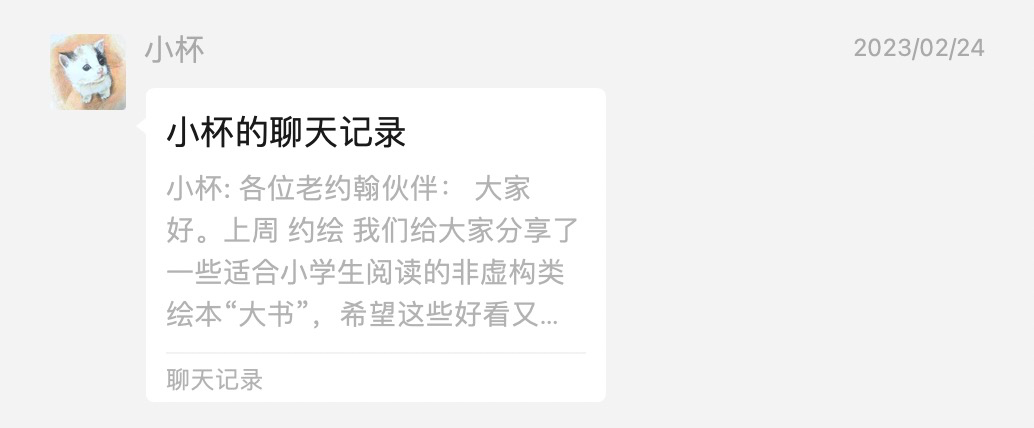 小杯
2023/02/24
小杯的聊天记录
小杯: 各位老约翰伙伴： 大家
好。上周 约绘 我们给大家分享了
一些适合小学生阅读的非虚构类
绘本“大书”，希望这些好看又...
聊天记录